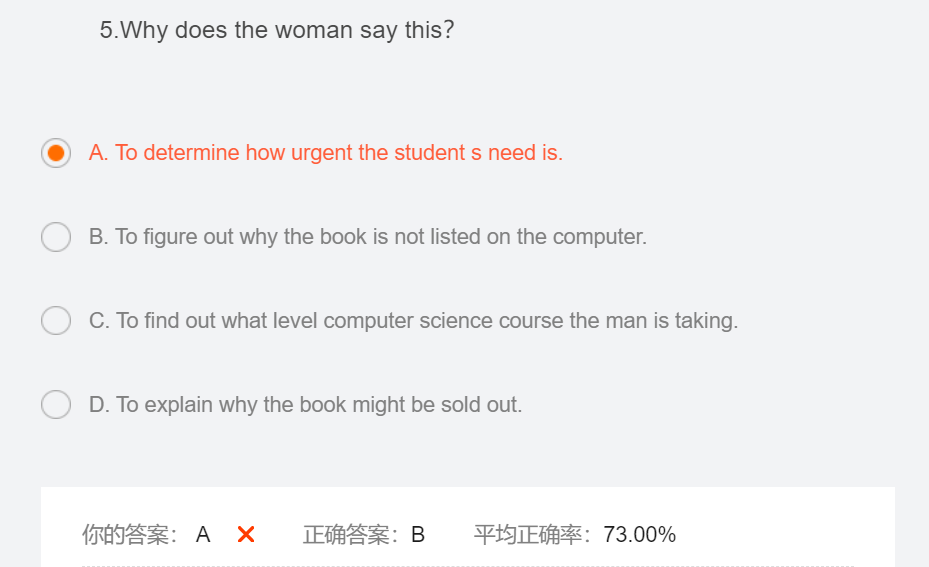 5.Why does the woman say this?
A. To determine how urgent the student s need is.
B. To figure out why the book is not listed on the computer.
C. To find out what level computer science course the man is taking.
D. To explain why the book might be sold out.
你的答案： A ✕ 正确答案：B 平均正确率：73.00%